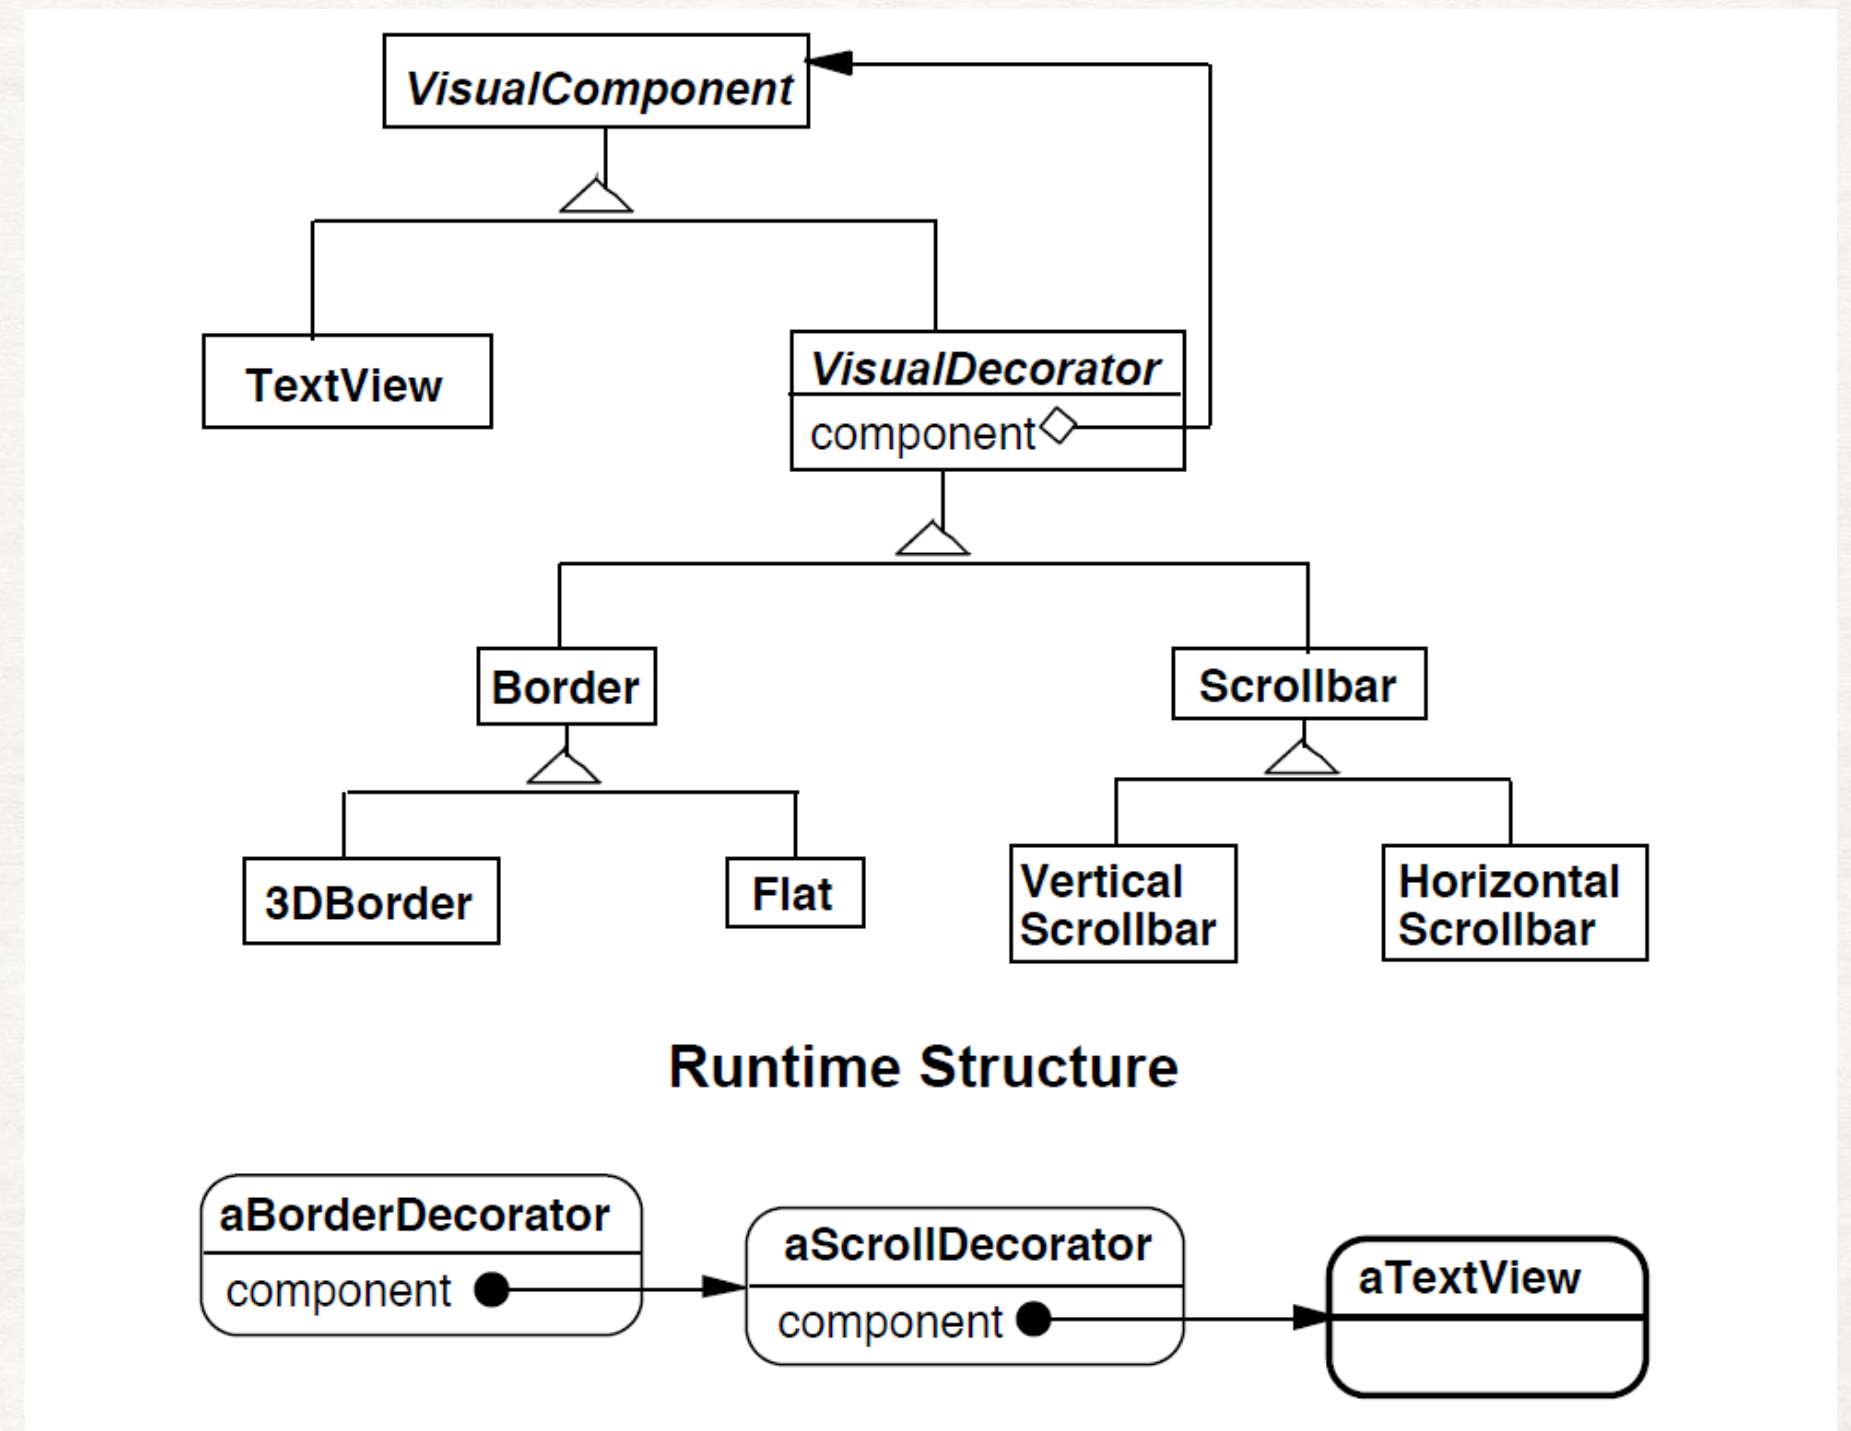 VisualComponent
TextView
VisualDecorator
component
Border
Scrollbar
3DBorder
Flat
Vertical
Scrollbar
Horizontal
Scrollbar
Runtime Structure
aBorderDecorator
component
aScrollDecorator
component
aTextView